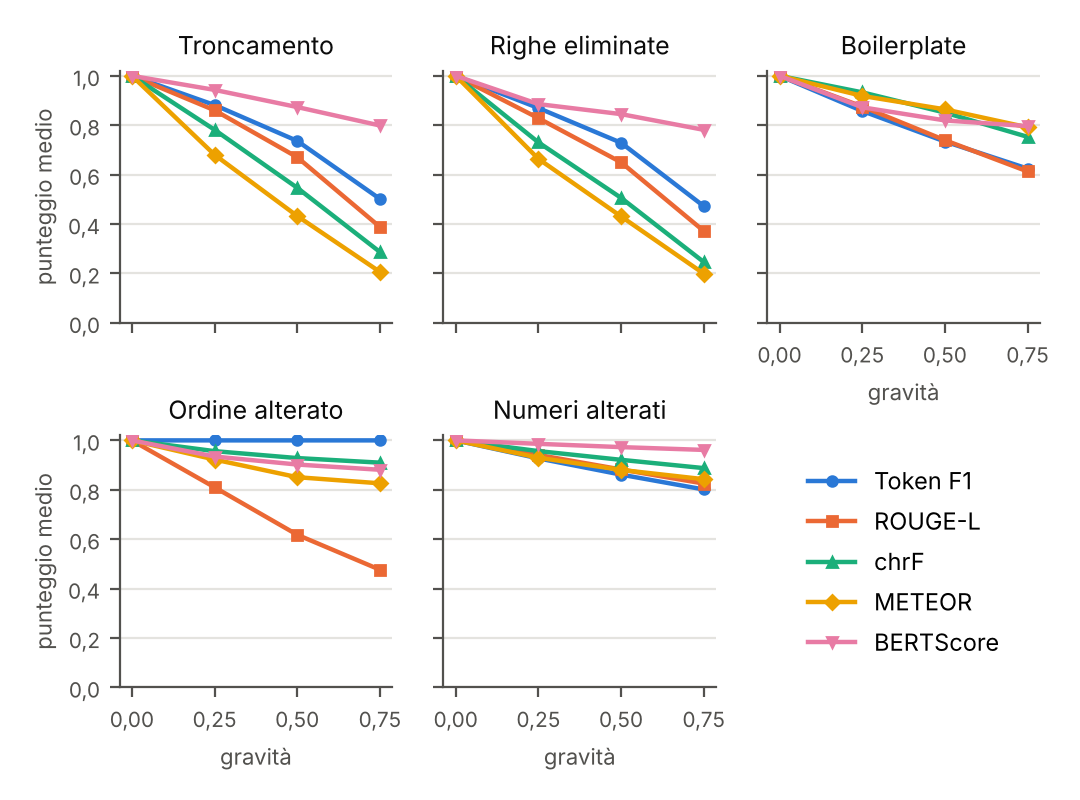 Troncamento
Righe eliminate
Boilerplate
punteggio medio
1,0
0,8
0,6
0,4
0,2
0,0
0,00 0,25 0,50 0,75
gravità
Ordine alterato
Numeri alterati
punteggio medio
1,0
0,8
0,6
0,4
0,2
0,0
0,00 0,25 0,50 0,75
gravità
0,00 0,25 0,50 0,75
gravità
Token F1
ROUGE-L
chrF
METEOR
BERTScore